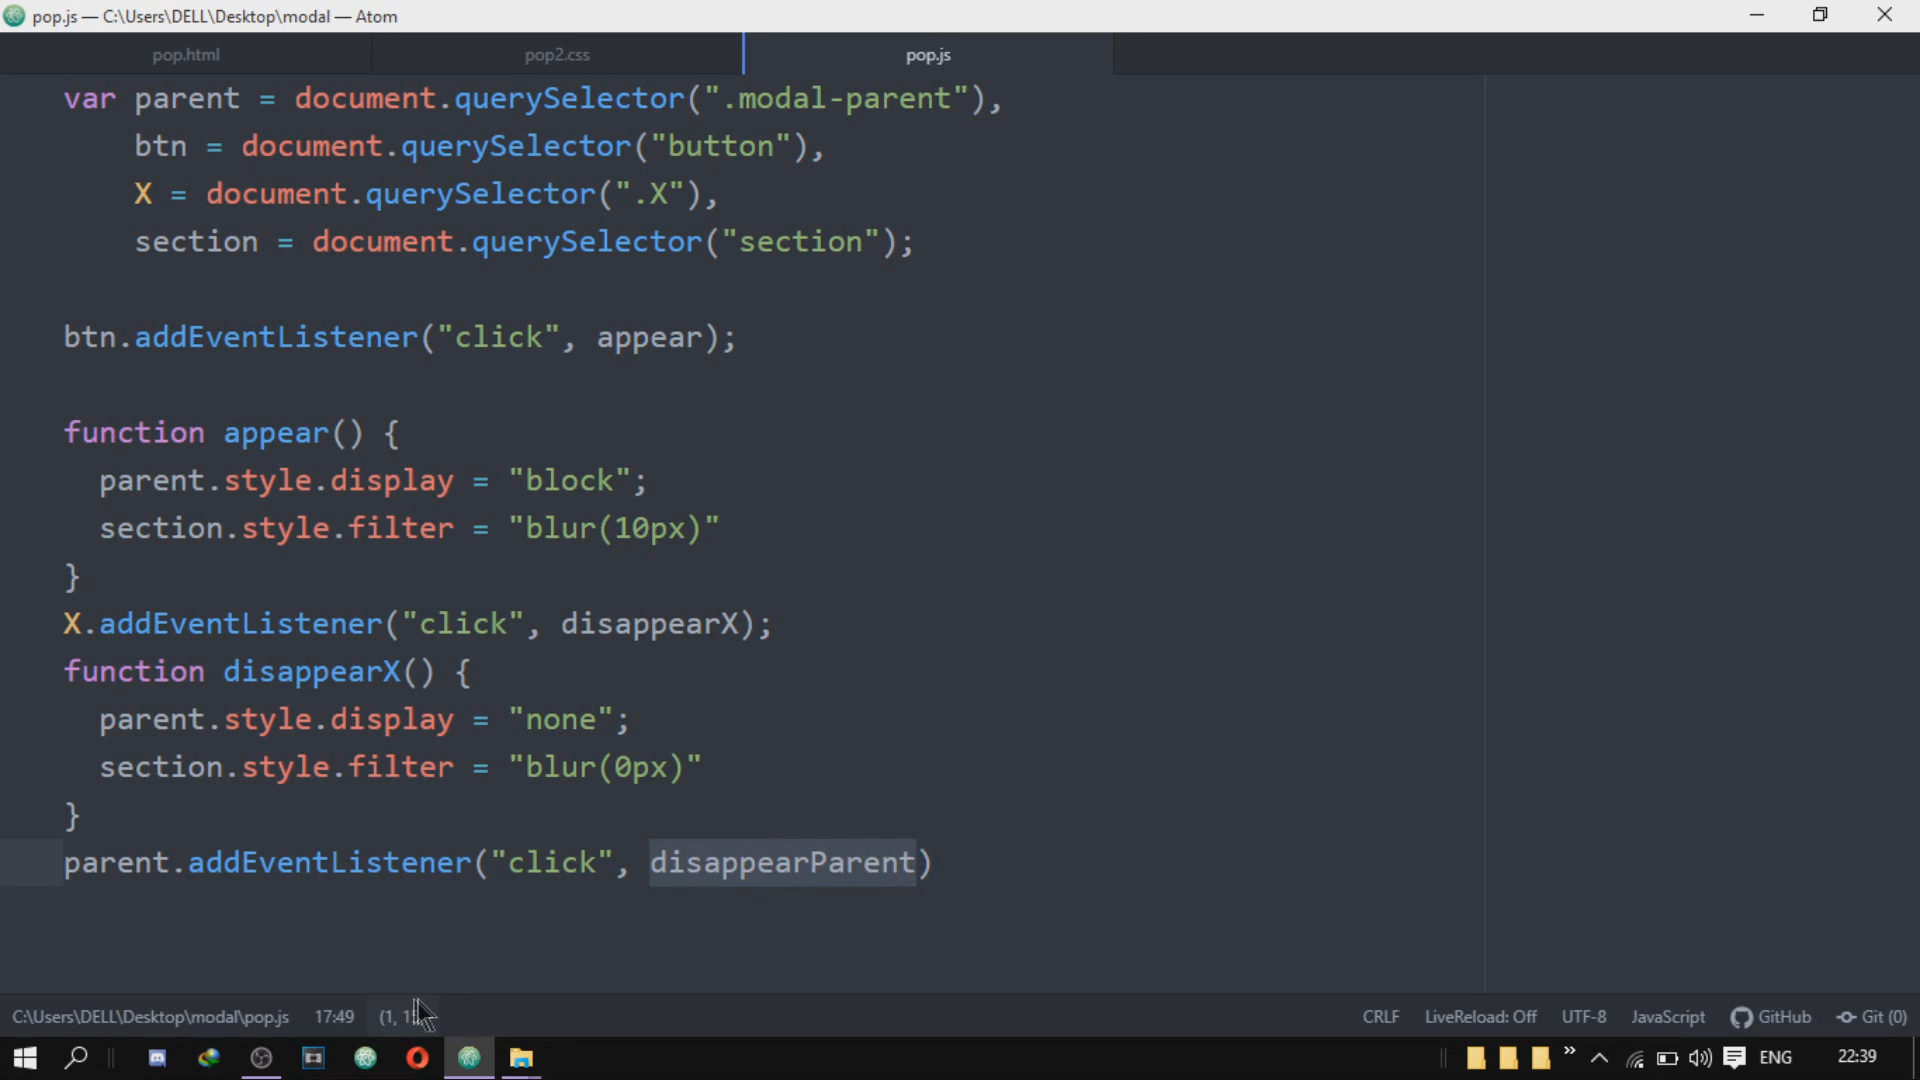 pop.js — C:\Users\DELL\Desktop\modal — Atom
pop.html pop2.css pop.js
var parent = document.querySelector(".modal-parent"),
    btn = document.querySelector("button"),
    X = document.querySelector(".X"),
    section = document.querySelector("section");
btn.addEventListener("click", appear);
function appear() {
  parent.style.display = "block";
  section.style.filter = "blur(10px)"
}
X.addEventListener("click", disappearX);
function disappearX() {
  parent.style.display = "none";
  section.style.filter = "blur(0px)"
}
parent.addEventListener("click", disappearParent)
C:\Users\DELL\Desktop\modal\pop.js 17:49 (1, CRLF LiveReload: Off UTF-8 JavaScript GitHub Git (0)
ENG 22:39